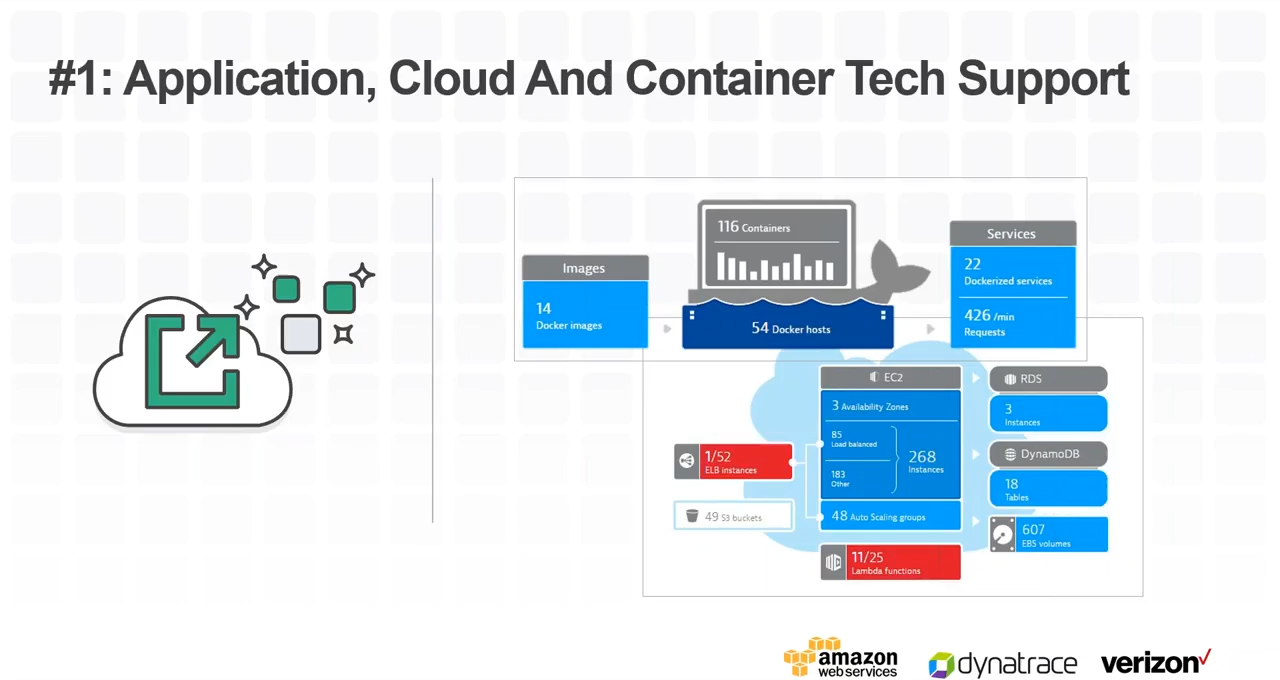 #1: Application, Cloud And Container Tech Support
116 Containers
Images
14
Docker images
54 Docker hosts
Services
22
Dockerized services
426 /min
Requests
EC2
3 Availability Zones
85
Load balanced
183
Other
268
Instances
48 Auto Scaling groups
1/52
ELB instances
49 S3 buckets
11/25
Lambda functions
RDS
3
Instances
DynamoDB
18
Tables
607
EBS volumes
amazon
web services
dynatrace
verizon✓